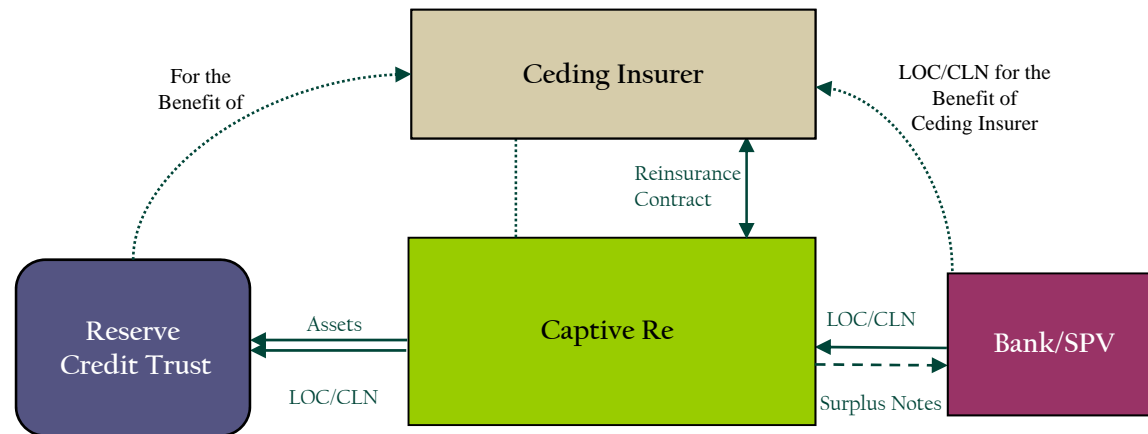 For the
Benefit of
Ceding Insurer
LOC/CLN for the
Benefit of
Ceding Insurer
Reinsurance
Contract
Reserve
Credit Trust
Assets
LOC/CLN
Captive Re
LOC/CLN
Surplus Notes
Bank/SPV